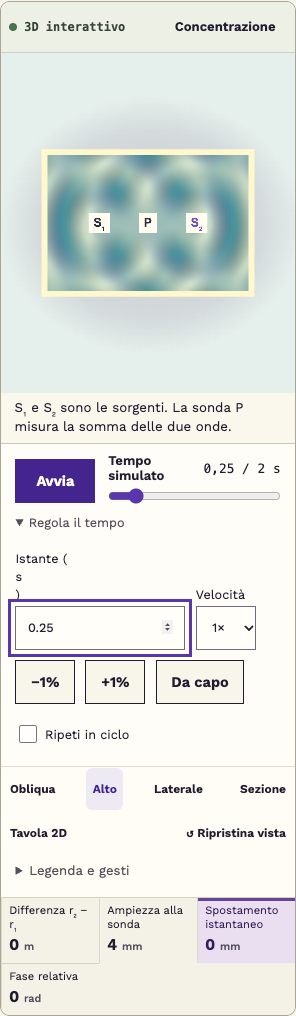 3D interattivo Concentrazione
S₁ P S₂
S₁ e S₂ sono le sorgenti. La sonda P
misura la somma delle due onde.
Avvia
Tempo
simulato
0,25 / 2 s
▼ Regola il tempo
Istante (
s
)
Velocità
0.25
1×
−1% +1% Da capo
Ripeti in ciclo
Obliqua Alto Laterale Sezione
Tavola 2D ↺ Ripristina vista
▶ Legenda e gesti
Differenza r₂ −
r₁
0 m
Ampiezza alla
sonda
4 mm
Spostamento
istantaneo
0 mm
Fase relativa
0 rad